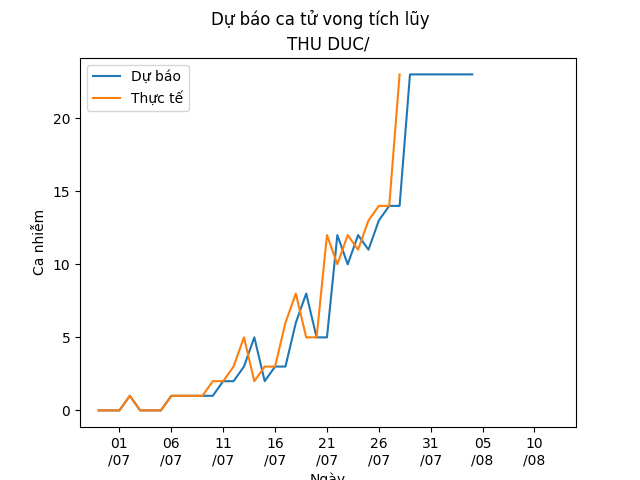 Dự báo ca tử vong tích lũy
THU DUC/
Dự báo
Thực tế
Ca nhiễm
20
15
10
5
0
01 06 11 16 21 26 31 05 10
/07 /07 /07 /07 /07 /07 /07 /08 /08
Ngày